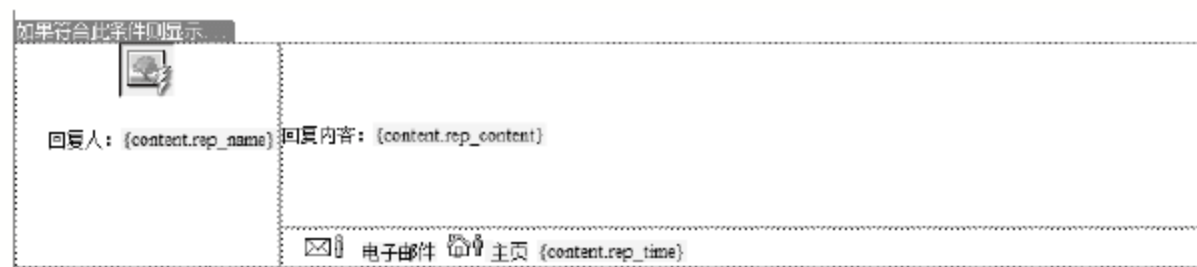 如果符合此条件则显示...
回复人：{content.rep_name}
回复内容：{content.rep_content}
电子邮件 主页 {content.rep_time}